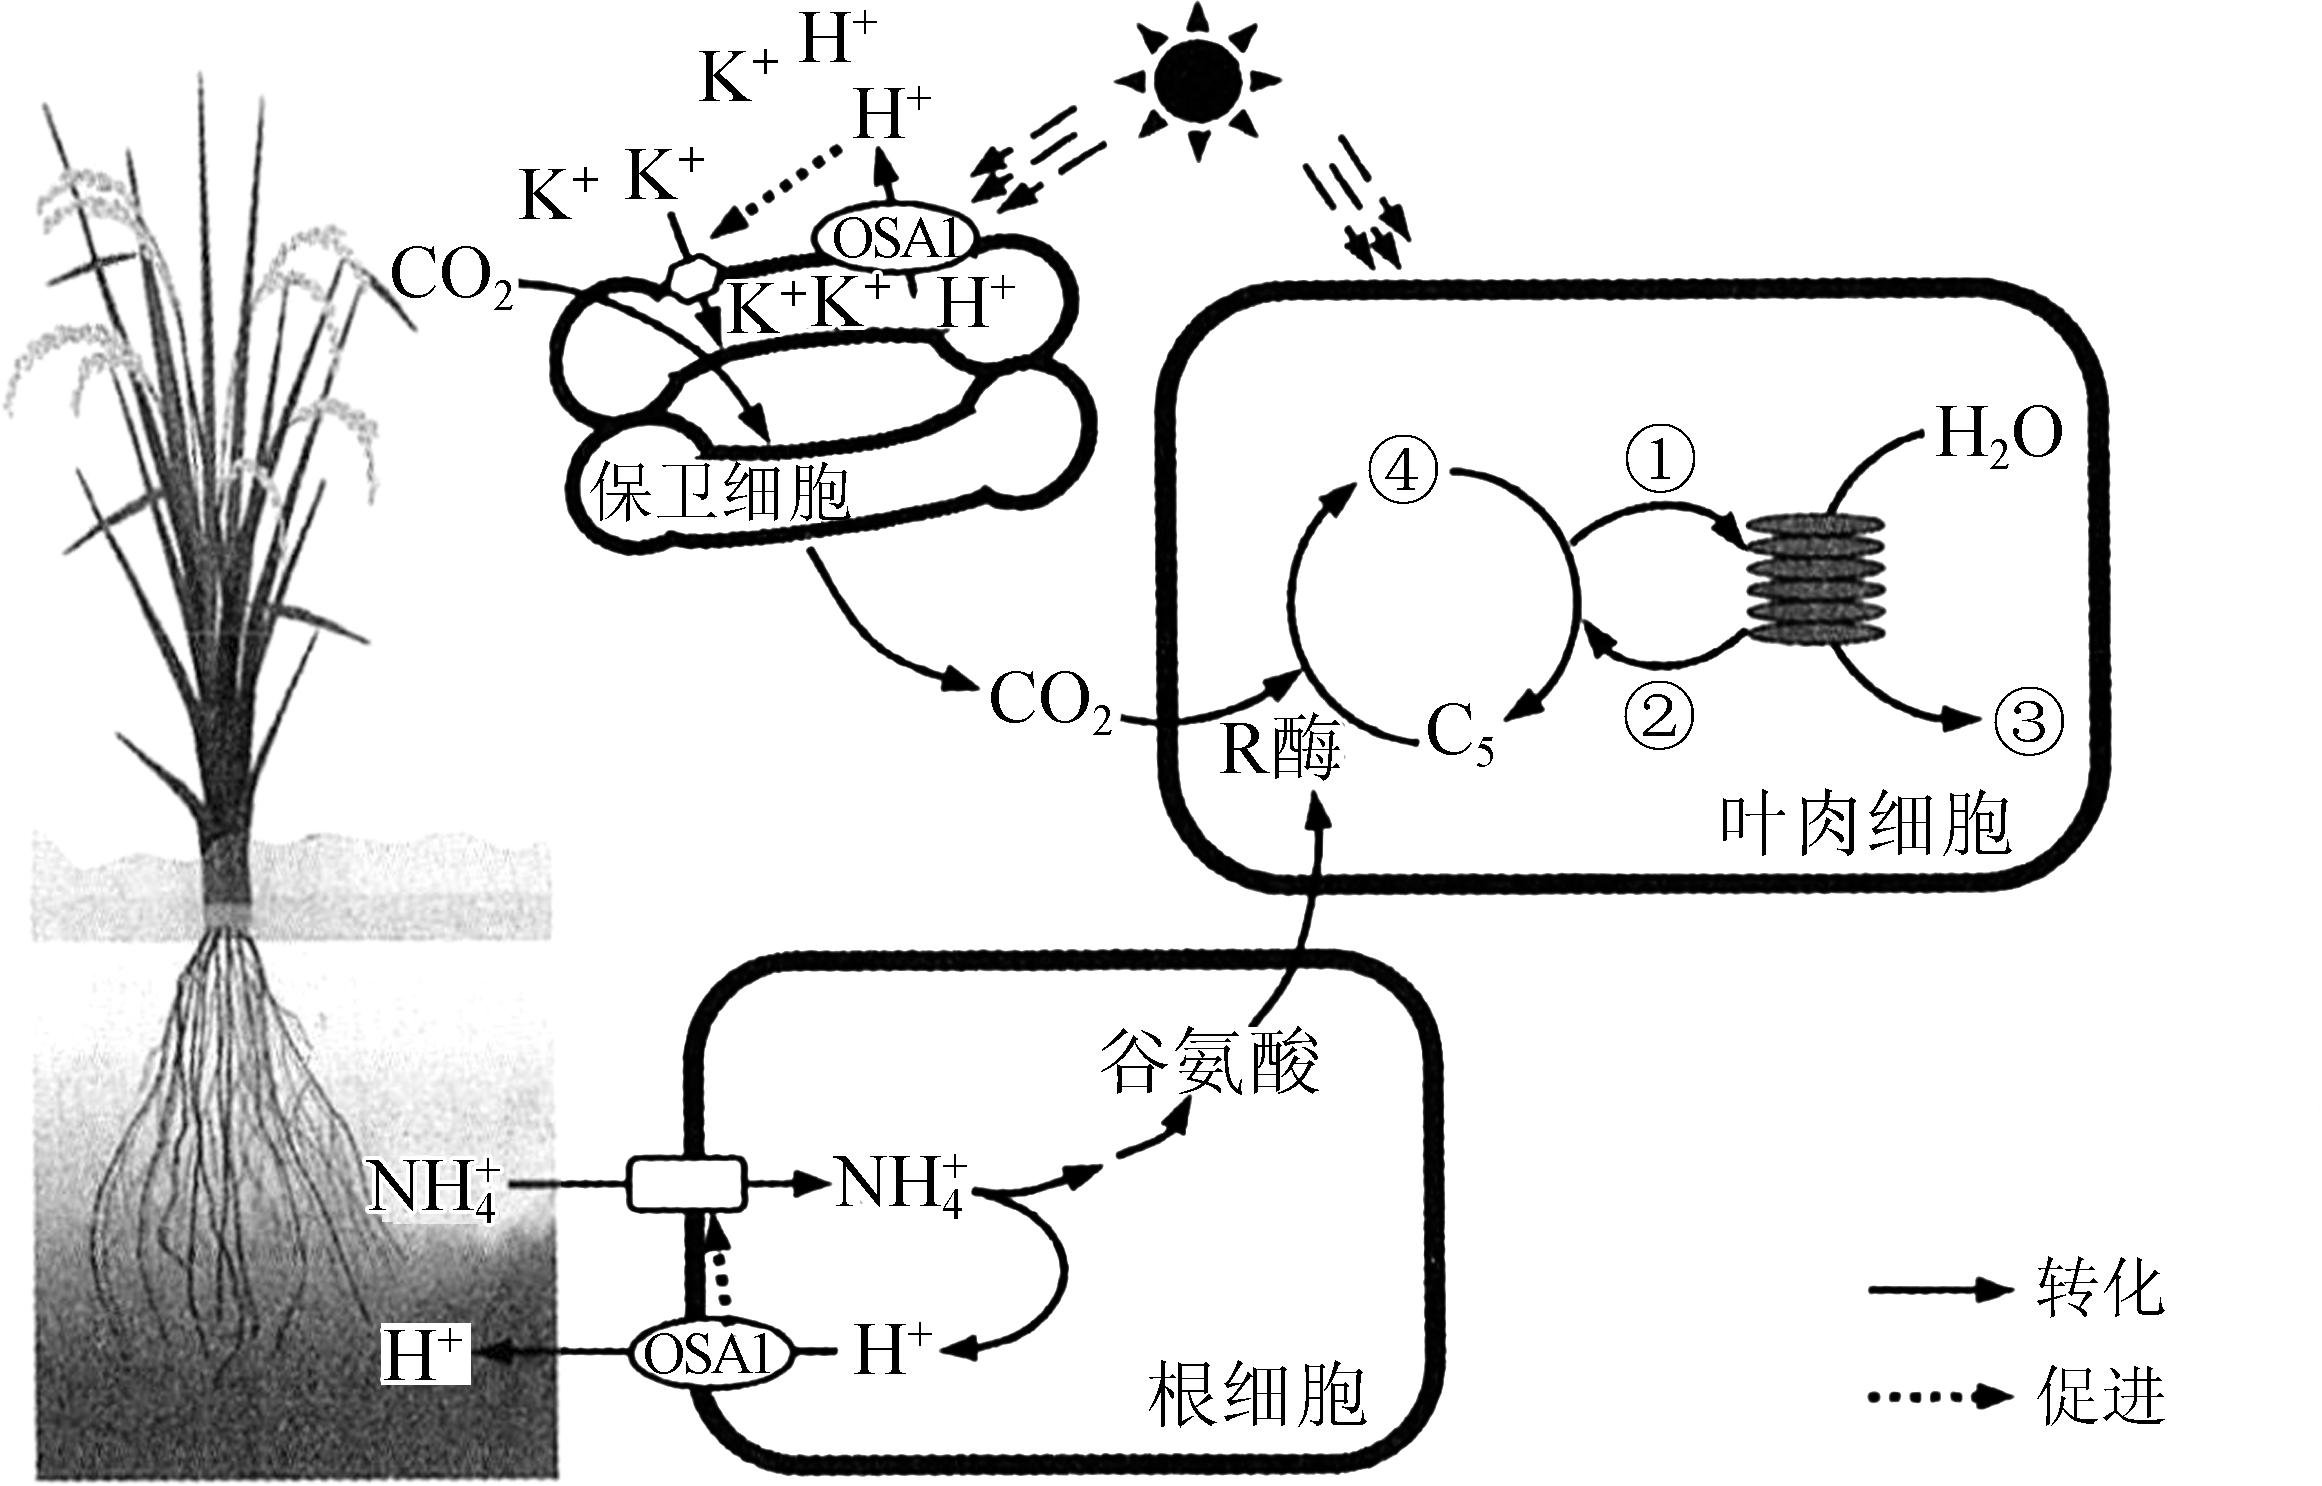 H⁺
K⁺
H⁺
K⁺
K⁺
OSA1
CO₂
K⁺K⁺
H⁺
保卫细胞
④
①
H₂O
CO₂
R酶
C₅
②
③
叶肉细胞
谷氨酸
NH₄⁺
NH₄⁺
H⁺
OSA1
H⁺
根细胞
转化
促进